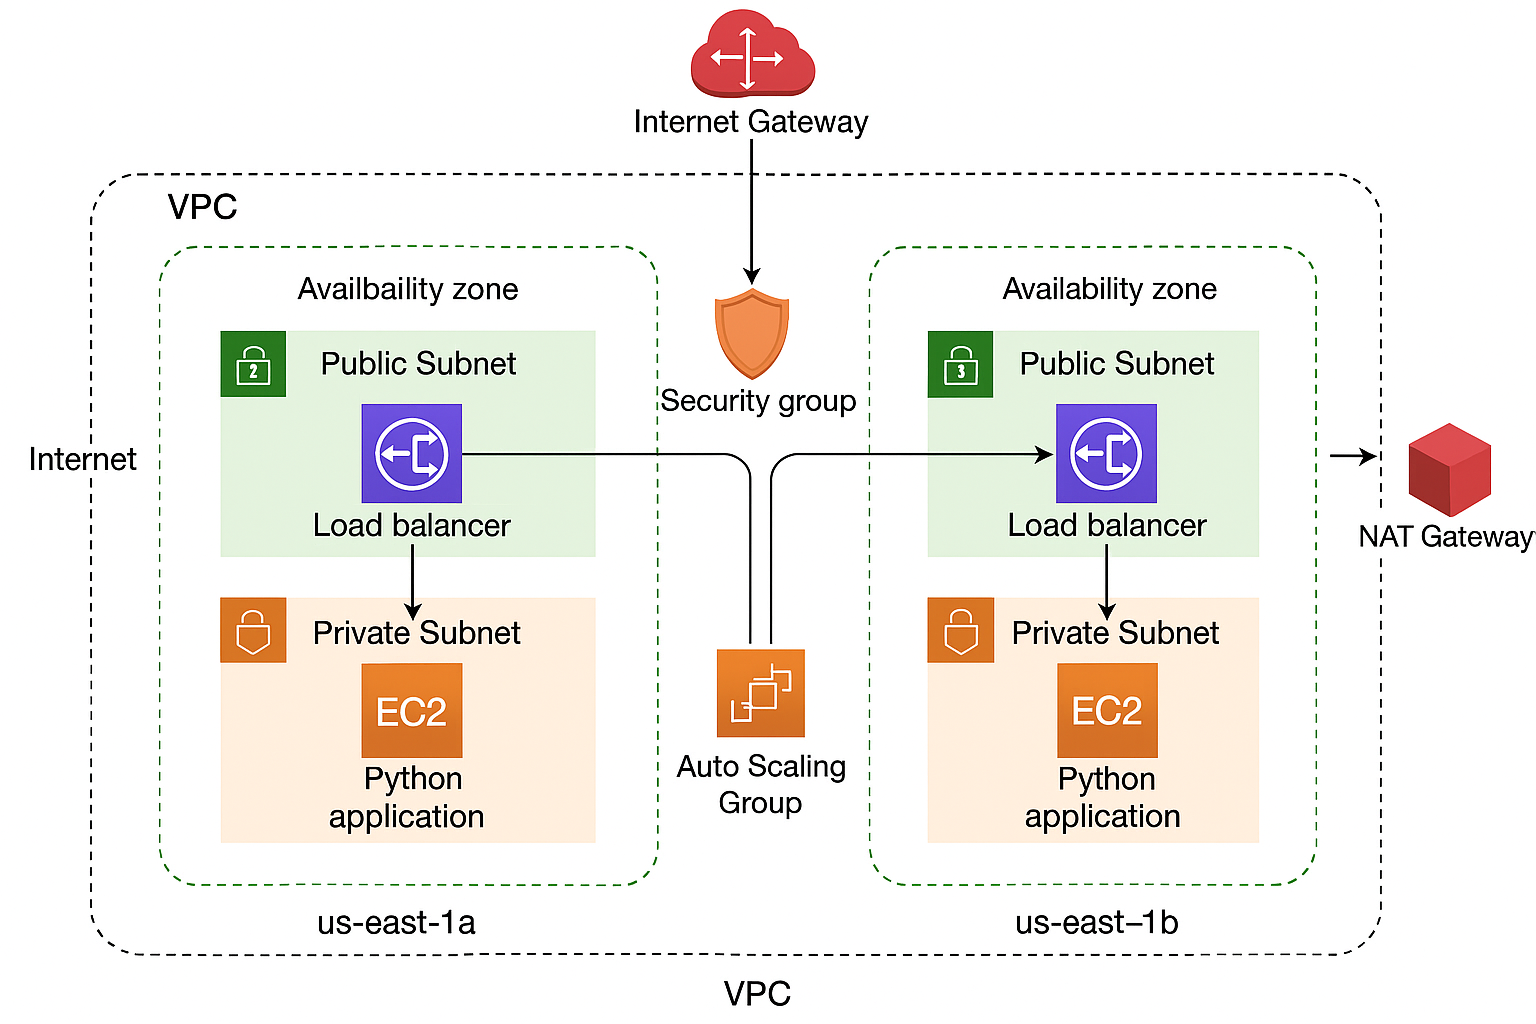 Internet Gateway
VPC
Availbaility zone
Availability zone
2
Public Subnet
Security group
3
Public Subnet
Internet
Load balancer
Load balancer
NAT Gateway
Private Subnet
Private Subnet
EC2
EC2
Python
application
Auto Scaling
Group
Python
application
us-east-1a
us-east–1b
VPC